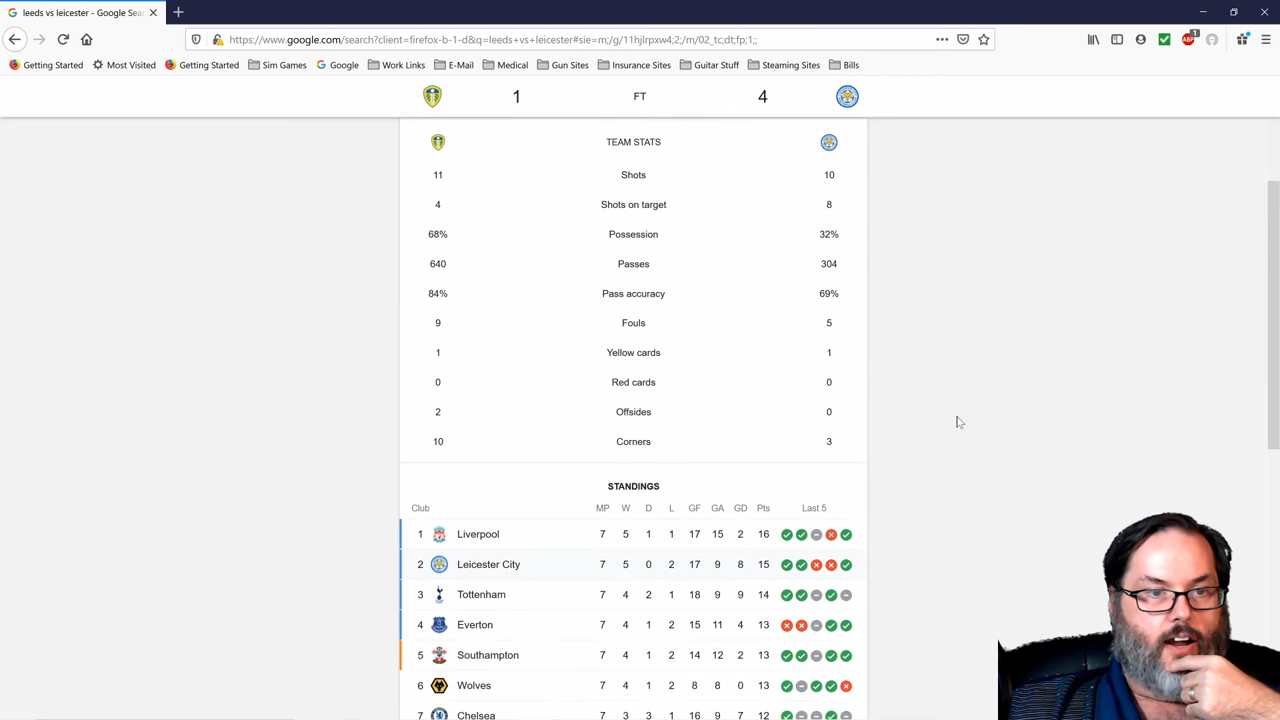 leeds vs leicester - Google Sea
https://www.google.com/search?client=firefox-b-1-d&q=leeds+vs+leicester#sie=m;/g/11hjlrpxw4;2;/m/02_tc;dt;fp;1;;
ABP 1
Getting Started Most Visited Getting Started Sim Games Google Work Links E-Mail Medical Gun Sites Insurance Sites Guitar Stuff Steaming Sites Bills
1 FT 4
TEAM STATS
11 Shots 10
4 Shots on target 8
68% Possession 32%
640 Passes 304
84% Pass accuracy 69%
9 Fouls 5
1 Yellow cards 1
0 Red cards 0
2 Offsides 0
10 Corners 3
STANDINGS
Club MP W D L GF GA GD Pts Last 5
1 Liverpool 7 5 1 1 17 15 2 16
2 Leicester City 7 5 0 2 17 9 8 15
3 Tottenham 7 4 2 1 18 9 9 14
4 Everton 7 4 1 2 15 11 4 13
5 Southampton 7 4 1 2 14 12 2 13
6 Wolves 7 4 1 2 8 8 0 13
7 Chelsea 7 3 3 1 16 9 7 12